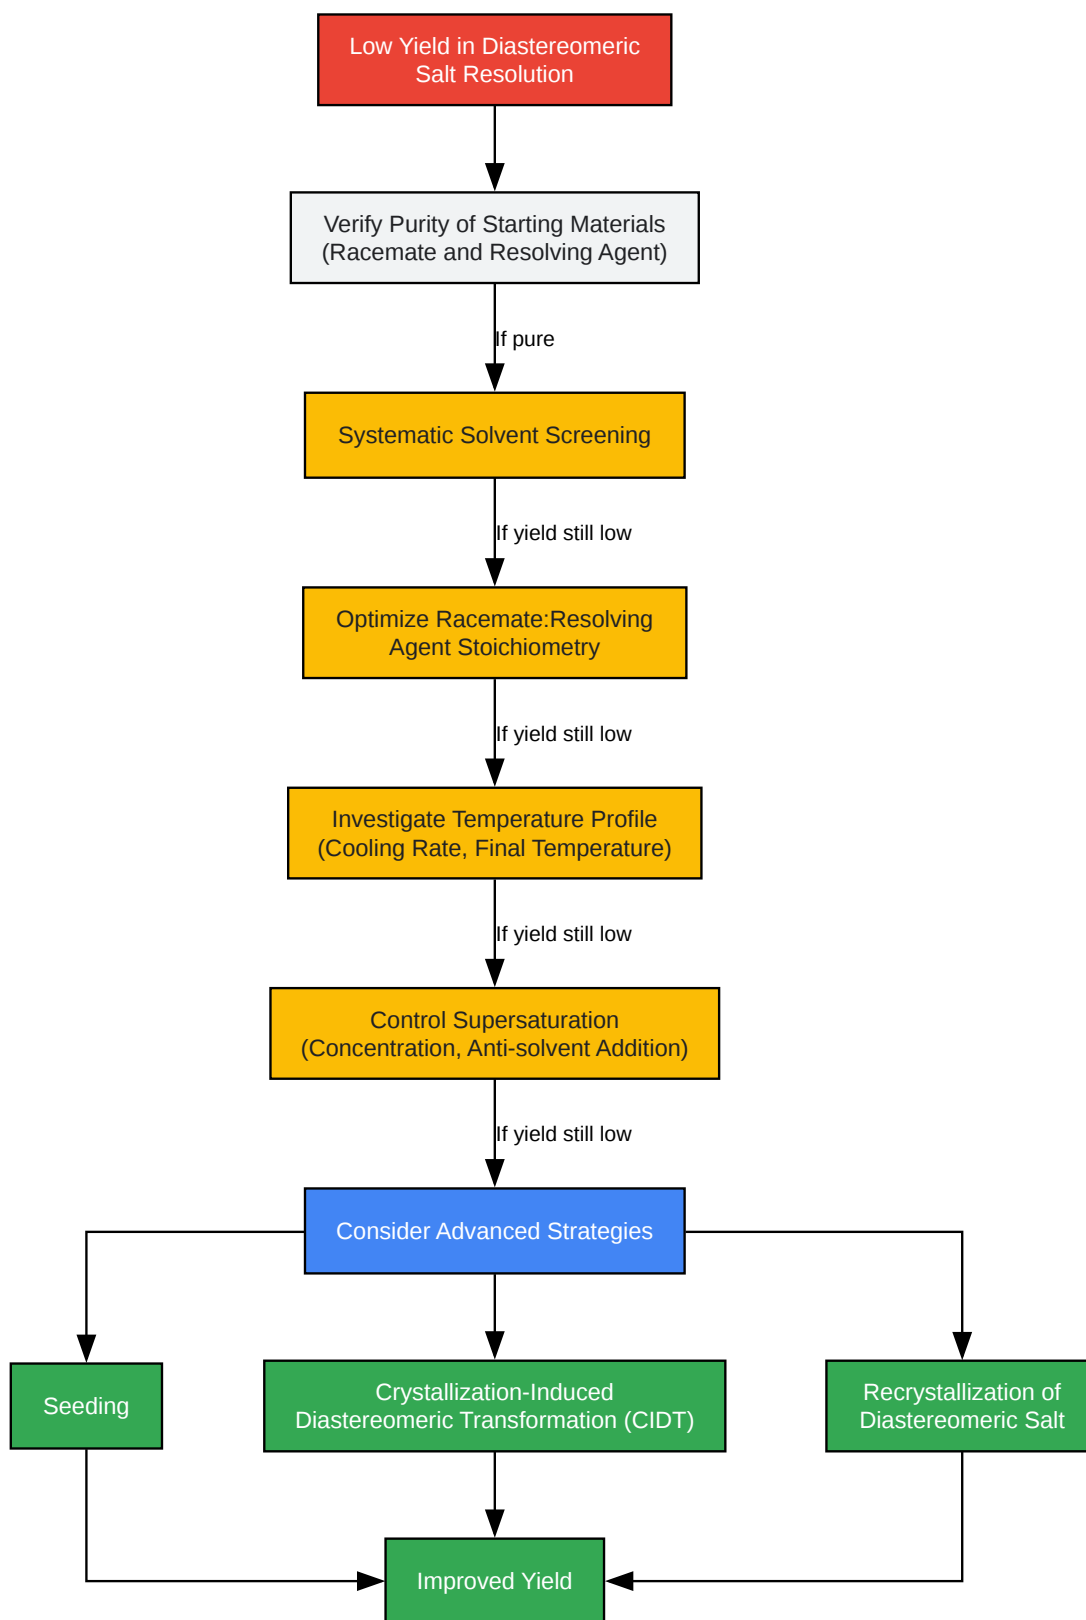 Low Yield in Diastereomeric
Salt Resolution
Verify Purity of Starting Materials
(Racemate and Resolving Agent)
If pure
Systematic Solvent Screening
If yield still low
Optimize Racemate:Resolving
Agent Stoichiometry
If yield still low
Investigate Temperature Profile
(Cooling Rate, Final Temperature)
If yield still low
Control Supersaturation
(Concentration, Anti-solvent Addition)
If yield still low
Consider Advanced Strategies
Seeding
Crystallization-Induced
Diastereomeric Transformation (CIDT)
Recrystallization of
Diastereomeric Salt
Improved Yield